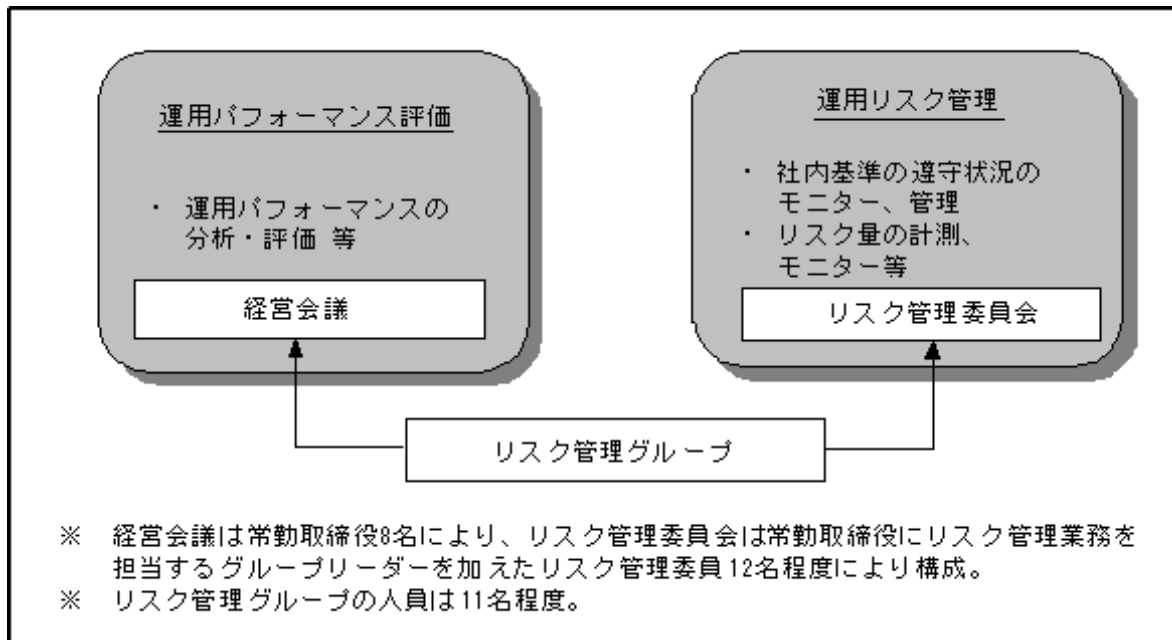 運用パフォーマンス評価
・ 運用パフォーマンスの
分析・評価 等
経営会議
運用リスク管理
・ 社内基準の遵守状況の
モニター、管理
・ リスク量の計測、
モニター等
リスク管理委員会
リスク管理グループ
※ 経営会議は常勤取締役8名により、リスク管理委員会は常勤取締役にリスク管理業務を
担当するグループリーダーを加えたリスク管理委員12名程度により構成。
※ リスク管理グループの人員は11名程度。